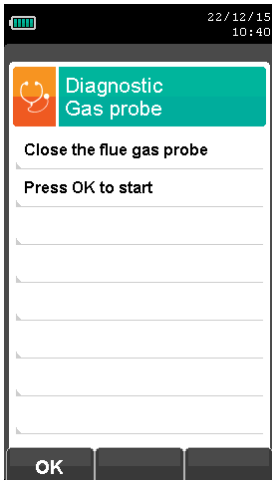 22/12/15
10:40
Diagnostic
Gas probe
Close the flue gas probe
Press OK to start
OK